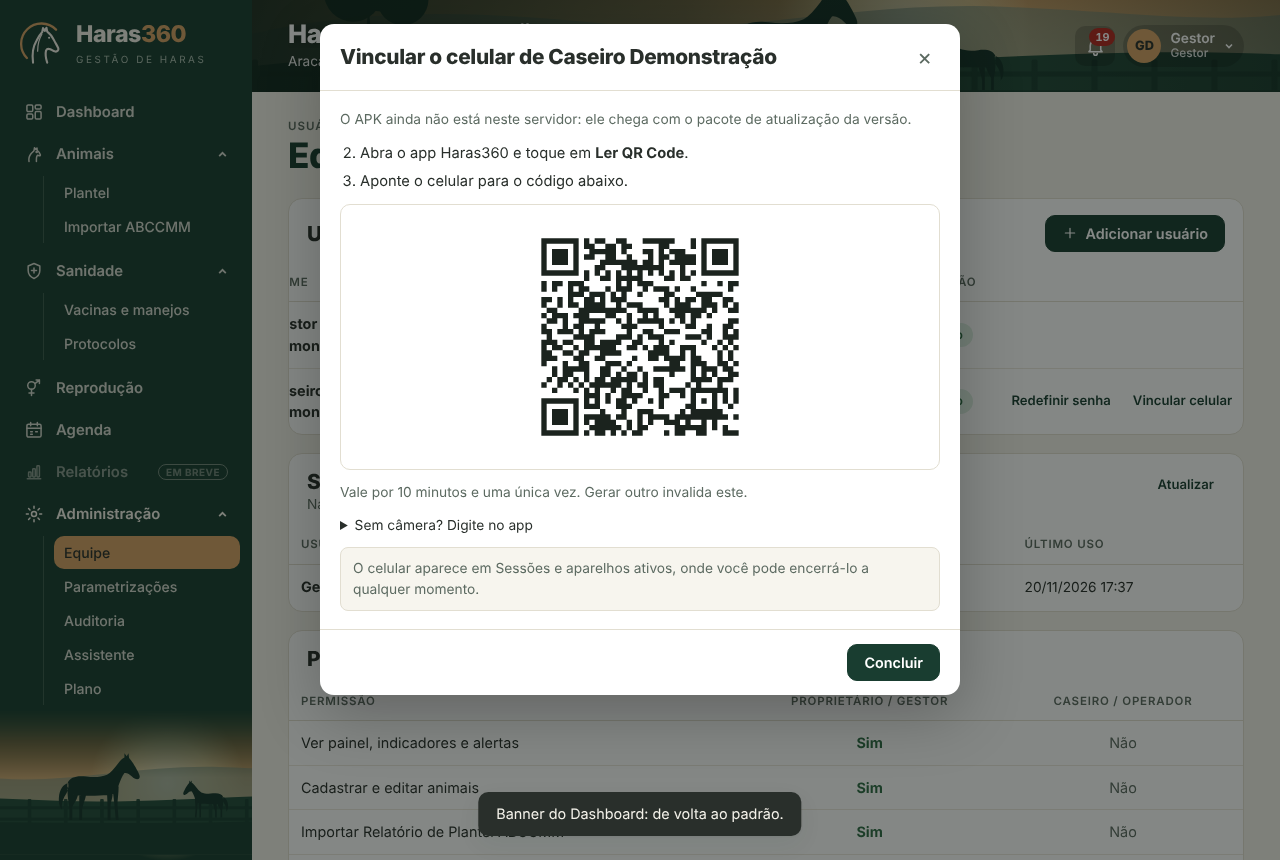 Haras360
GESTÃO DE HARAS
Dashboard
Animais
Plantel
Importar ABCCMM
Sanidade
Vacinas e manejos
Protocolos
Reprodução
Agenda
Relatórios
EM BREVE
Administração
Equipe
Parametrizações
Auditoria
Assistente
Plano
19
GD
Gestor
Gestor
Vincular o celular de Caseiro Demonstração
×
O APK ainda não está neste servidor: ele chega com o pacote de atualização da versão.
2. Abra o app Haras360 e toque em Ler QR Code.
3. Aponte o celular para o código abaixo.
Vale por 10 minutos e uma única vez. Gerar outro invalida este.
Sem câmera? Digite no app
O celular aparece em Sessões e aparelhos ativos, onde você pode encerrá-lo a
qualquer momento.
Concluir
+ Adicionar usuário
Redefinir senha
Vincular celular
Atualizar
ÚLTIMO USO
20/11/2026 17:37
PERMISSÃO
PROPRIETÁRIO / GESTOR
CASEIRO / OPERADOR
Ver painel, indicadores e alertas
Sim
Não
Cadastrar e editar animais
Sim
Não
Importar Relatório de
Sim
Não
Banner do Dashboard: de volta ao padrão.